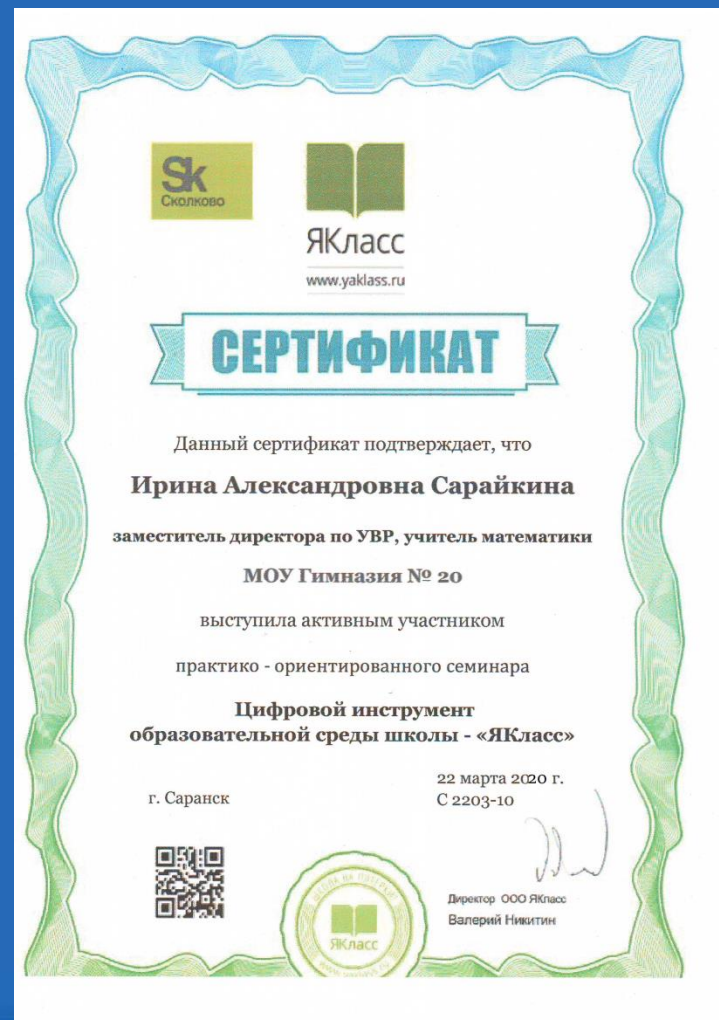 Sk
Сколково
ЯКласс
www.yaklass.ru
СЕРТИФИКАТ
Данный сертификат подтверждает, что
Ирина Александровна Сарайкина
заместитель директора по УВР, учитель математики
МОУ Гимназия № 20
выступила активным участником
практико - ориентированного семинара
Цифровой инструмент
образовательной среды школы - «ЯКласс»
г. Саранск
22 марта 2020 г.
С 2203-10
Директор ООО ЯКласс
Валерий Никитин
ЯКласс